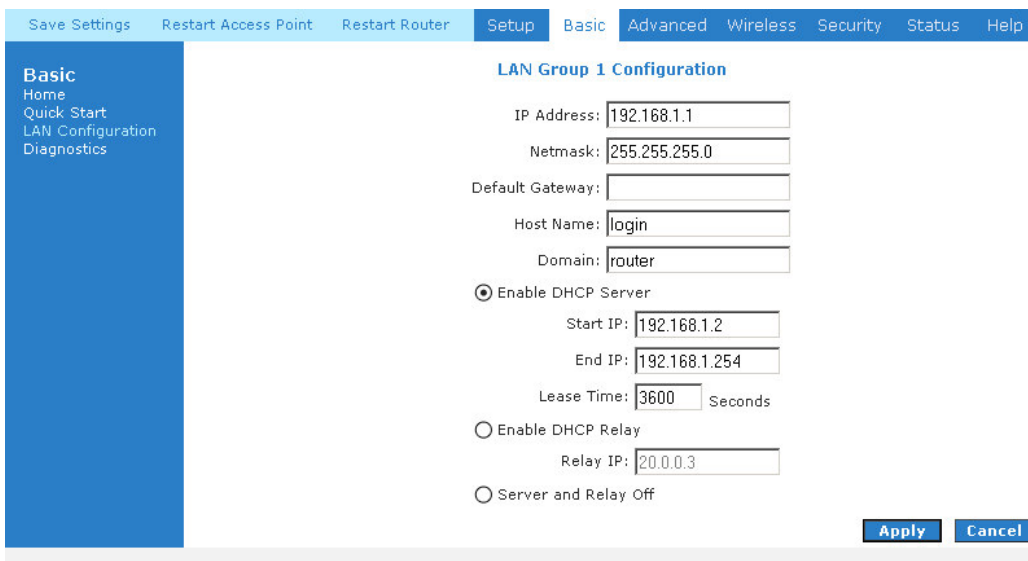 Save Settings Restart Access Point Restart Router Setup Basic Advanced Wireless Security Status Help
Basic
Home
Quick Start
LAN Configuration
Diagnostics
LAN Group 1 Configuration
IP Address: 192.168.1.1
Netmask: 255.255.255.0
Default Gateway:
Host Name: login
Domain: router
Enable DHCP Server
Start IP: 192.168.1.2
End IP: 192.168.1.254
Lease Time: 3600 Seconds
Enable DHCP Relay
Relay IP: 20.0.0.3
Server and Relay Off
Apply Cancel